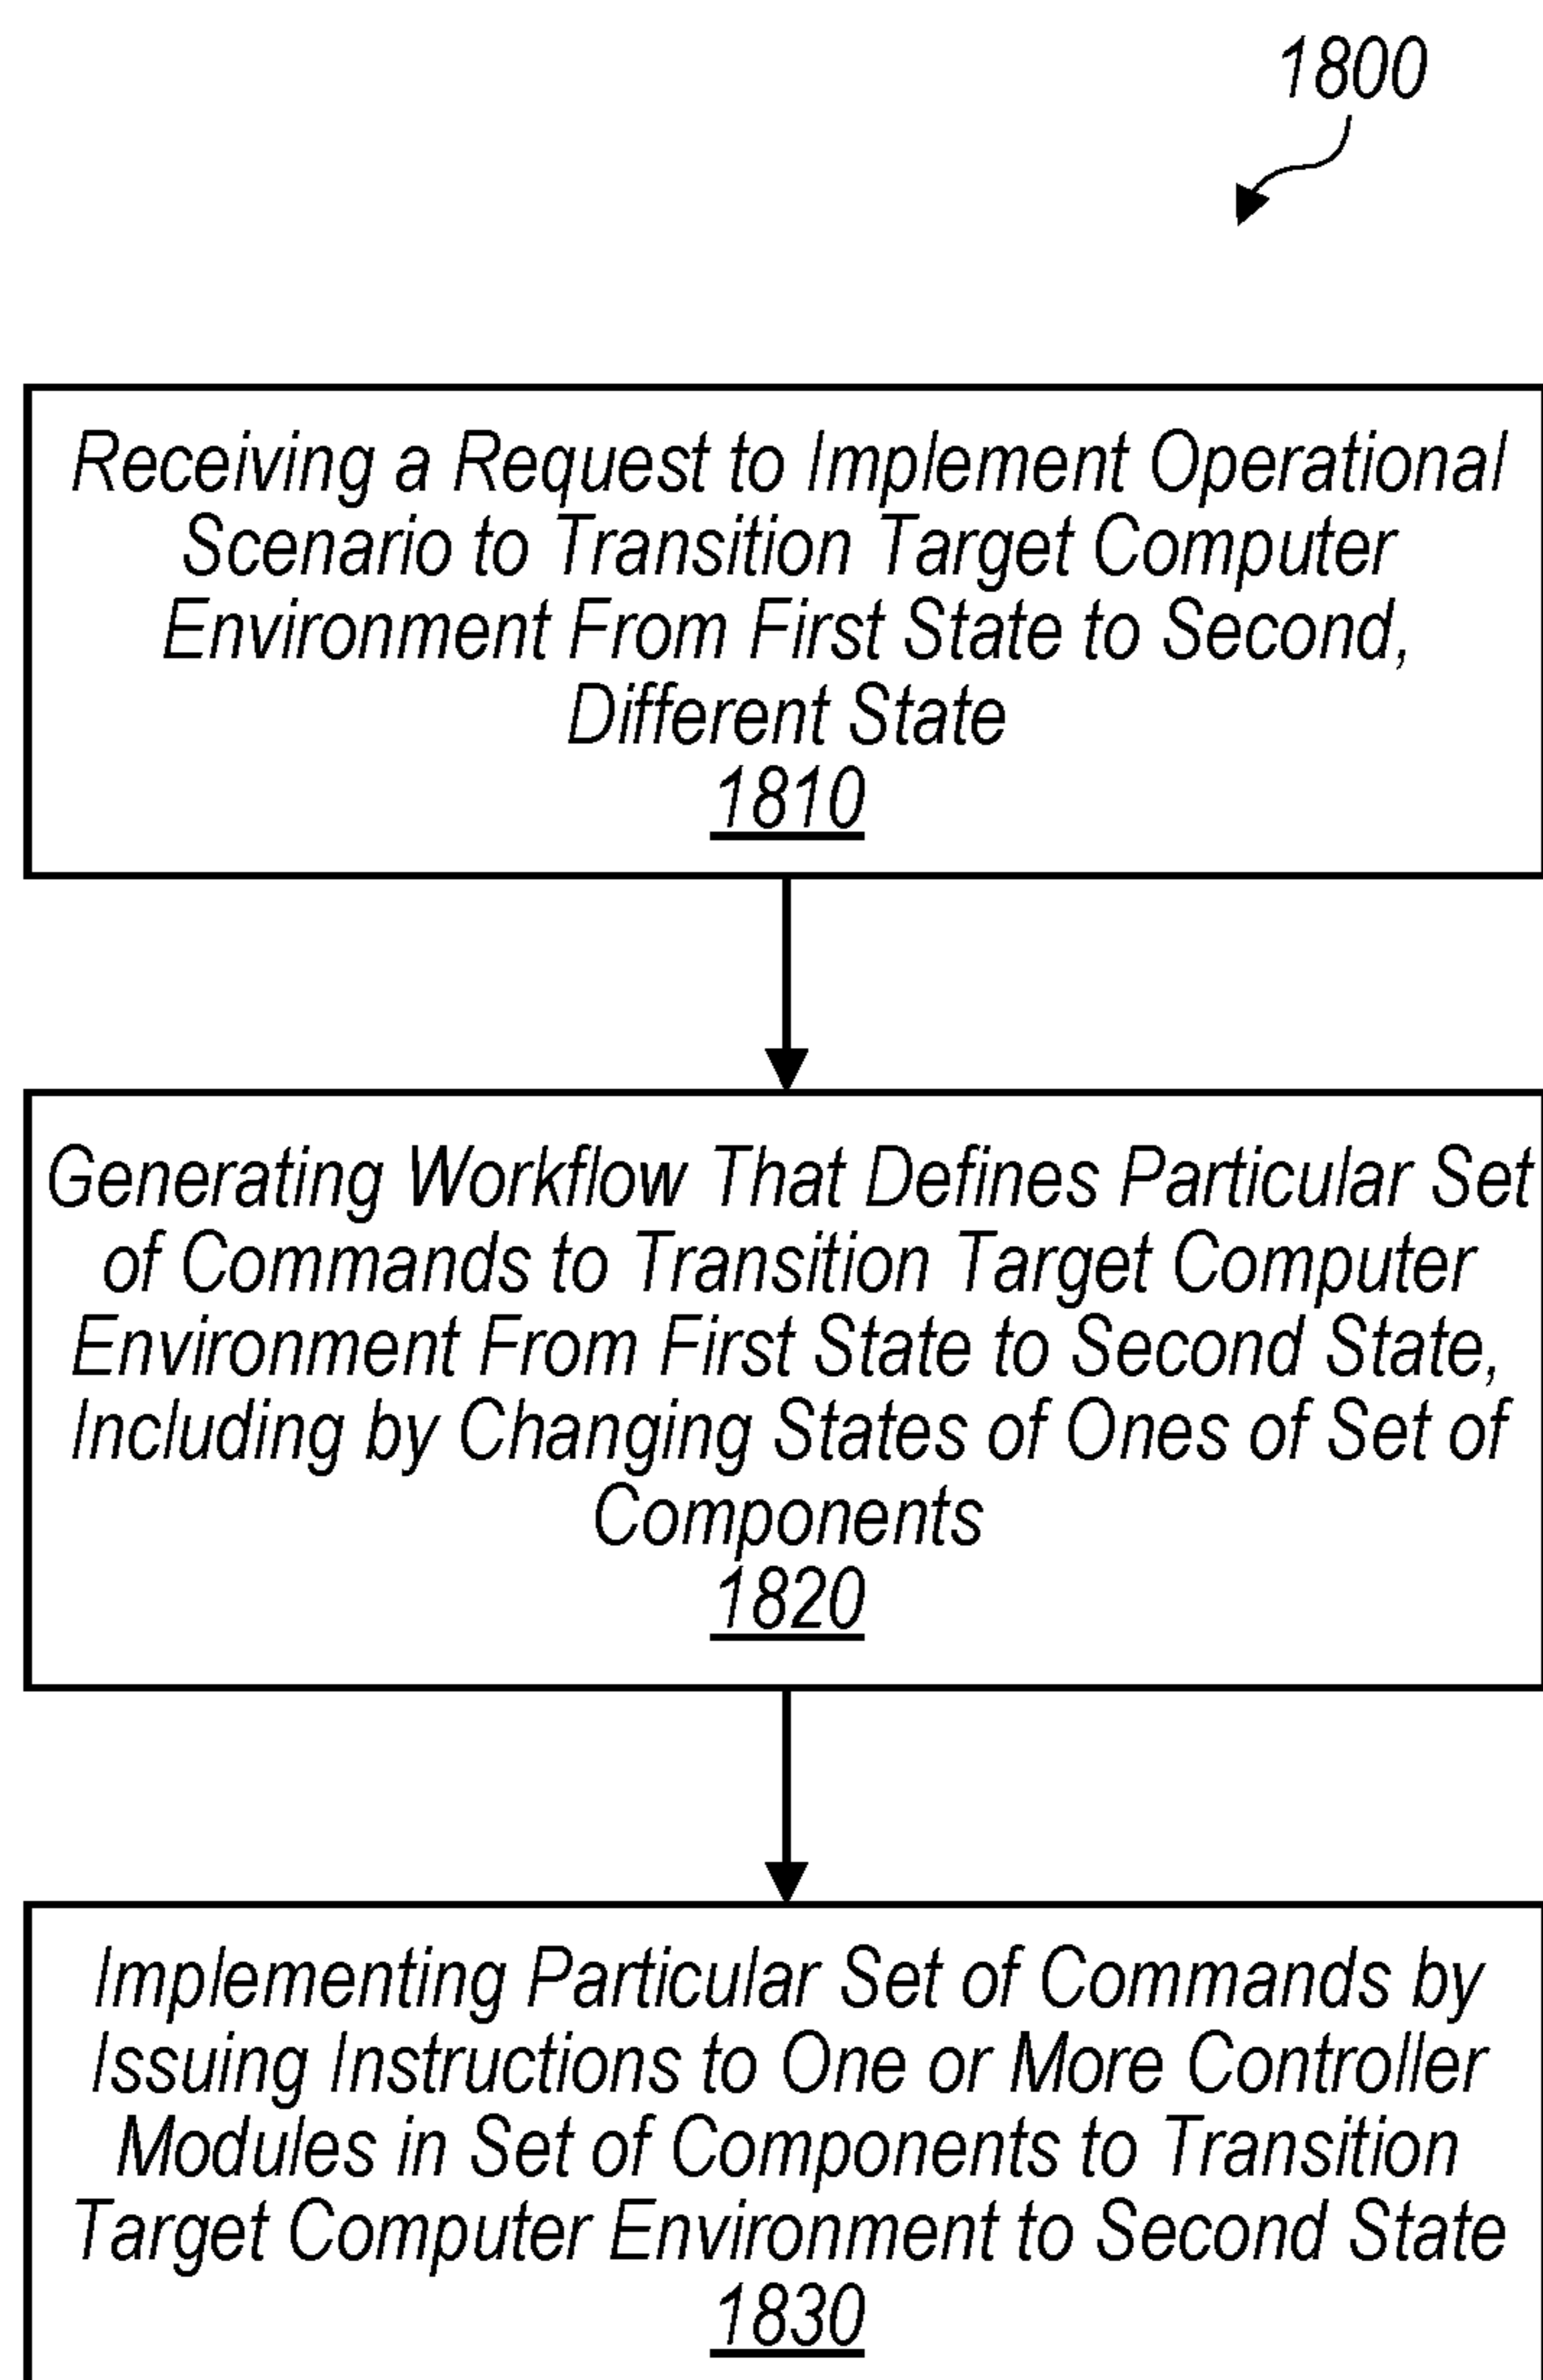 1800
Receiving a Request to Implement Operational
Scenario to Transition Target Computer
Environment From First State to Second,
Different State
1810
Generating Workflow That Defines Particular Set
of Commands to Transition Target Computer
Environment From First State to Second State,
Including by Changing States of Ones of Set of
Components
1820
Implementing Particular Set of Commands by
Issuing Instructions to One or More Controller
Modules in Set of Components to Transition
Target Computer Environment to Second State
1830